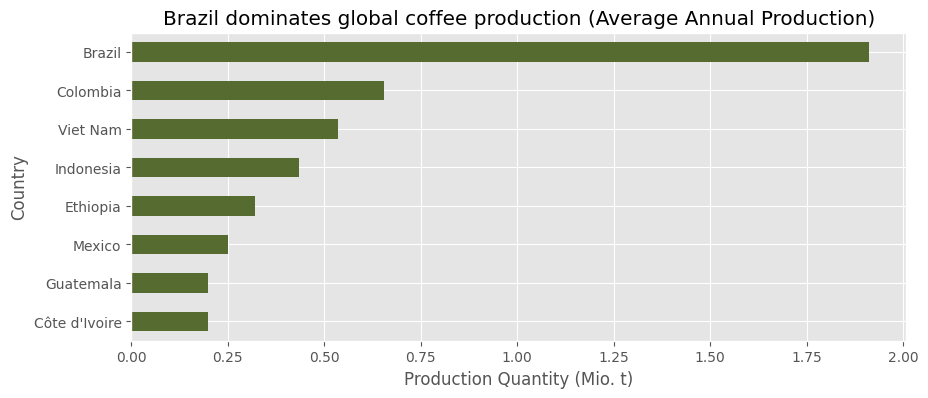 Brazil dominates global coffee production (Average Annual Production)
Country
Brazil
Colombia
Viet Nam
Indonesia
Ethiopia
Mexico
Guatemala
Côte d'Ivoire
0.00 0.25 0.50 0.75 1.00 1.25 1.50 1.75 2.00
Production Quantity (Mio. t)